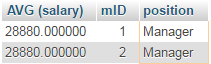 AVG (salary) mID position
28880.000000 1 Manager
28880.000000 2 Manager